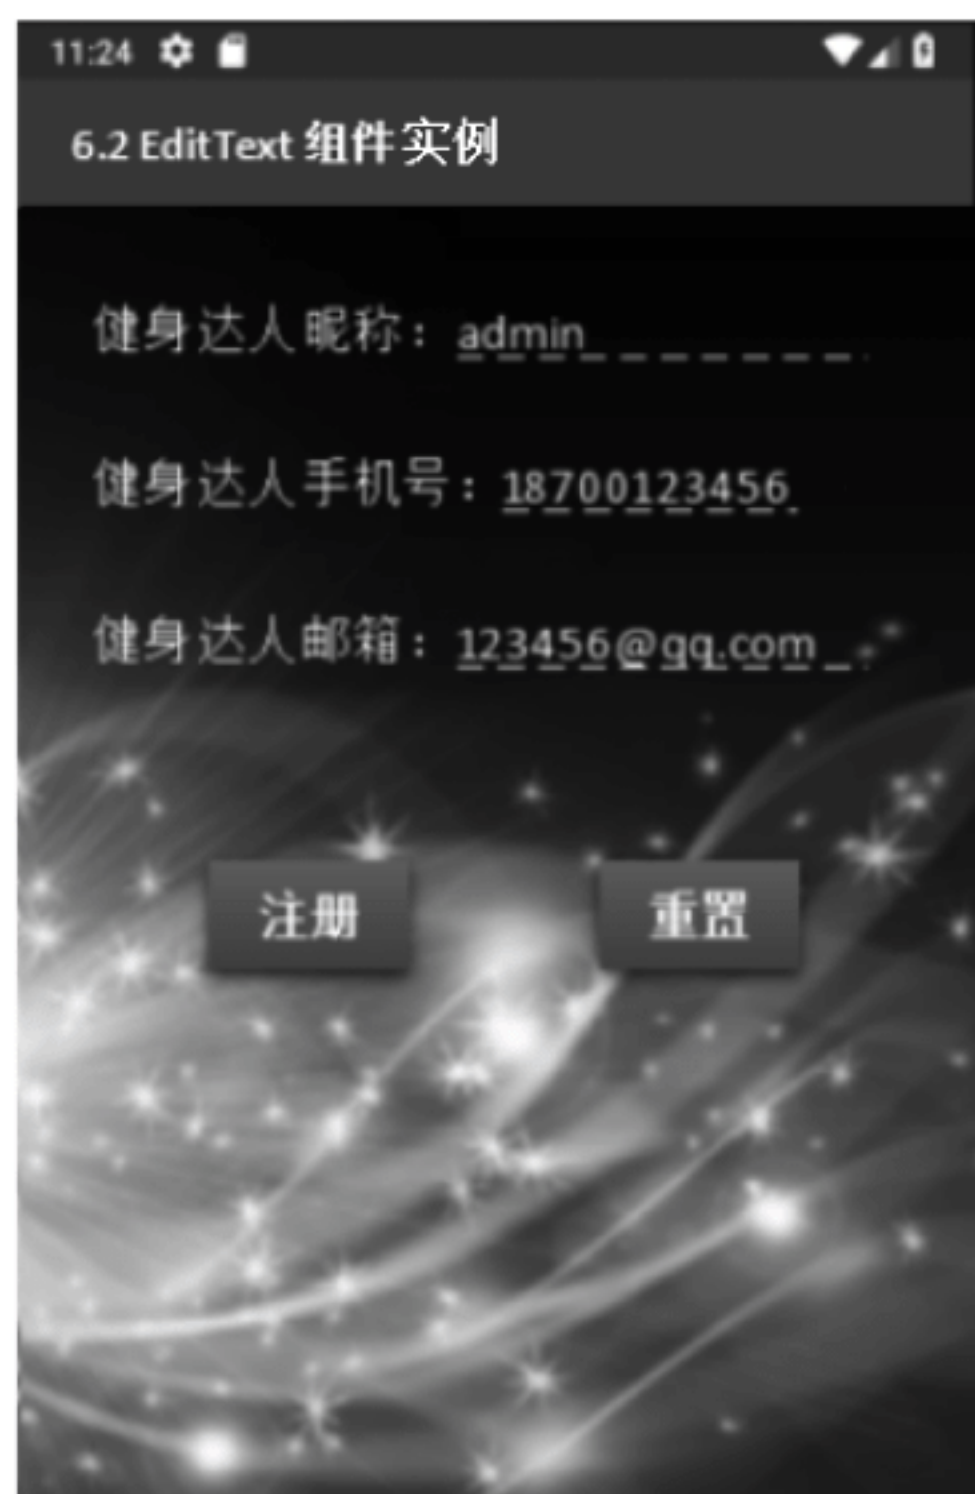 11:24
6.2 EditText 组件实例
健身达人昵称：admin
健身达人手机号：18700123456
健身达人邮箱：123456@qq.com
注册 重置